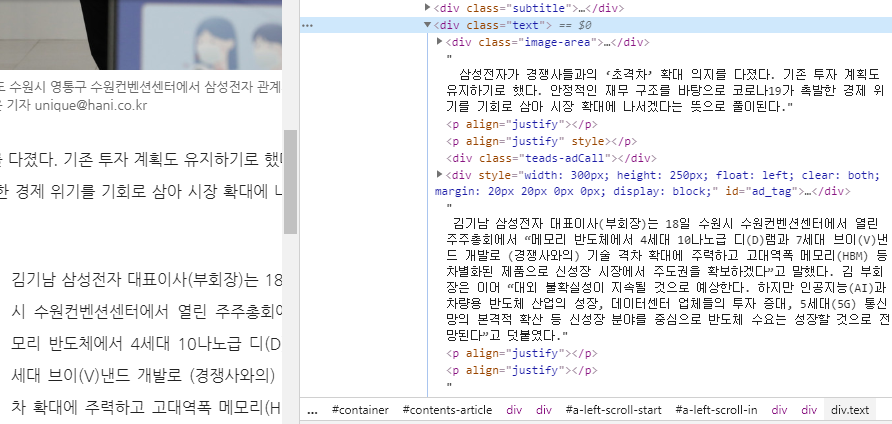 도 수원시 영통구 수원컨벤션센터에서 삼성전자 관계
은 기자 unique@hani.co.kr
를 다졌다. 기존 투자 계획도 유지하기로 했다
한 경제 위기를 기회로 삼아 시장 확대에 나
김기남 삼성전자 대표이사(부회장)는 18
시 수원컨벤션센터에서 열린 주주총회에
모리 반도체에서 4세대 10나노급 디(D
세대 브이(V)낸드 개발로 (경쟁사와의)
차 확대에 주력하고 고대역폭 메모리(H
▶<div class="subtitle">…</div>
… ▼<div class="text"> == $0
▶<div class="image-area">…</div>
"
삼성전자가 경쟁사들과의 ‘초격차’ 확대 의지를 다졌다. 기존 투자 계획도
유지하기로 했다. 안정적인 재무 구조를 바탕으로 코로나19가 촉발한 경제 위
기를 기회로 삼아 시장 확대에 나서겠다는 뜻으로 풀이된다."
<p align="justify"></p>
<p align="justify" style></p>
<div class="teads-adCall"></div>
▶<div style="width: 300px; height: 250px; float: left; clear: both;
margin: 20px 20px 0px 0px; display: block;" id="ad_tag">…</div>
"
김기남 삼성전자 대표이사(부회장)는 18일 수원시 수원컨벤션센터에서 열린
주주총회에서 “메모리 반도체에서 4세대 10나노급 디(D)램과 7세대 브이(V)낸
드 개발로 (경쟁사와의) 기술 격차 확대에 주력하고 고대역폭 메모리(HBM) 등
차별화된 제품으로 신성장 시장에서 주도권을 확보하겠다”고 말했다. 김 부회
장은 이어 “대외 불확실성이 지속될 것으로 예상한다. 하지만 인공지능(AI)과
차량용 반도체 산업의 성장, 데이터센터 업체들의 투자 증대, 5세대(5G) 통신
망의 본격적 확산 등 신성장 분야를 중심으로 반도체 수요는 성장할 것으로 전
망된다”고 덧붙였다."
<p align="justify"></p>
<p align="justify"></p>
"
… #container #contents-article div div #a-left-scroll-start #a-left-scroll-in div div div.text